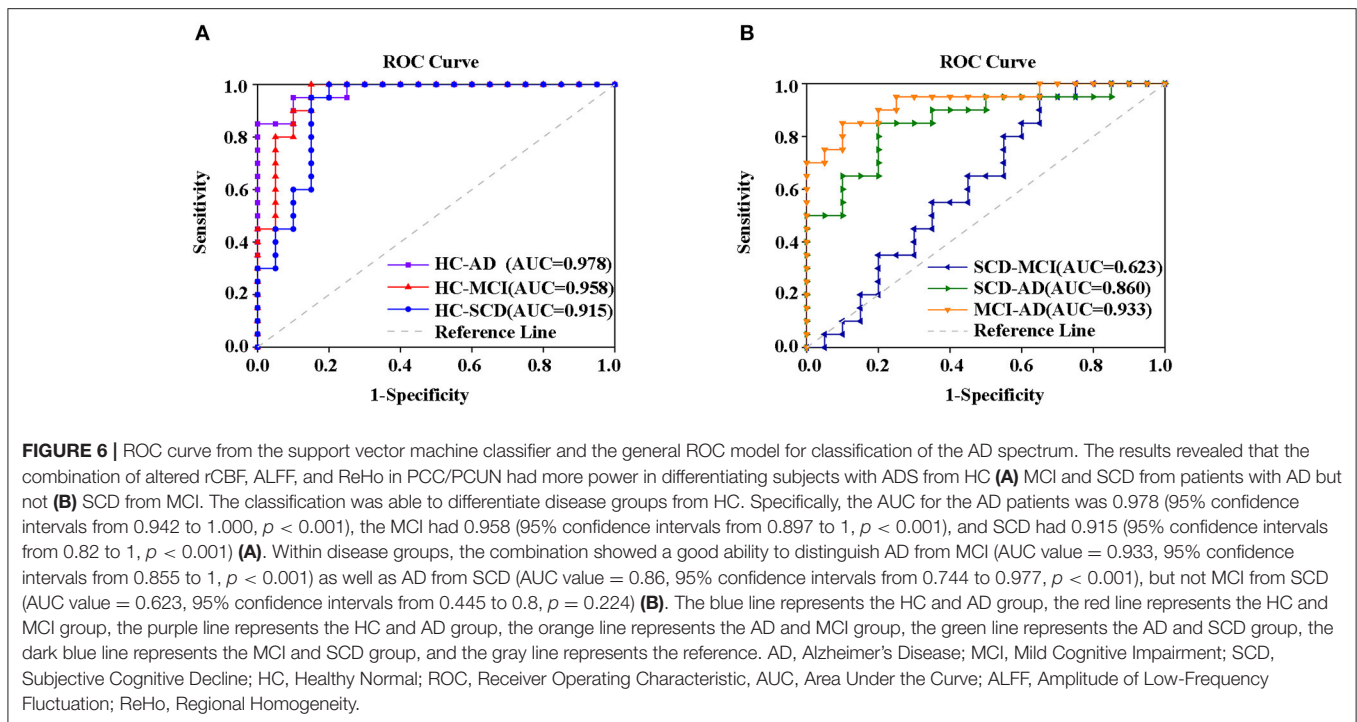 A
ROC Curve
1.0
0.8
0.6
0.4
0.2
0.0
Sensitivity
HC-AD (AUC=0.978)
HC-MCI(AUC=0.958)
HC-SCD(AUC=0.915)
Reference Line
0.0 0.2 0.4 0.6 0.8 1.0
1-Specificity
B
ROC Curve
1.0
0.8
0.6
0.4
0.2
0.0
Sensitivity
SCD-MCI(AUC=0.623)
SCD-AD(AUC=0.860)
MCI-AD(AUC=0.933)
Reference Line
0.0 0.2 0.4 0.6 0.8 1.0
1-Specificity
FIGURE 6 | ROC curve from the support vector machine classifier and the general ROC model for classification of the AD spectrum. The results revealed that the
combination of altered rCBF, ALFF, and ReHo in PCC/PCUN had more power in differentiating subjects with ADS from HC (A) MCI and SCD from patients with AD but
not (B) SCD from MCI. The classification was able to differentiate disease groups from HC. Specifically, the AUC for the AD patients was 0.978 (95% confidence
intervals from 0.942 to 1.000, p < 0.001), the MCI had 0.958 (95% confidence intervals from 0.897 to 1, p < 0.001), and SCD had 0.915 (95% confidence intervals
from 0.82 to 1, p < 0.001) (A). Within disease groups, the combination showed a good ability to distinguish AD from MCI (AUC value = 0.933, 95% confidence
intervals from 0.855 to 1, p < 0.001) as well as AD from SCD (AUC value = 0.86, 95% confidence intervals from 0.744 to 0.977, p < 0.001), but not MCI from SCD
(AUC value = 0.623, 95% confidence intervals from 0.445 to 0.8, p = 0.224) (B). The blue line represents the HC and AD group, the red line represents the HC and
MCI group, the purple line represents the HC and AD group, the orange line represents the AD and MCI group, the green line represents the AD and SCD group, the
dark blue line represents the MCI and SCD group, and the gray line represents the reference. AD, Alzheimer's Disease; MCI, Mild Cognitive Impairment; SCD,
Subjective Cognitive Decline; HC, Healthy Normal; ROC, Receiver Operating Characteristic, AUC, Area Under the Curve; ALFF, Amplitude of Low-Frequency
Fluctuation; ReHo, Regional Homogeneity.